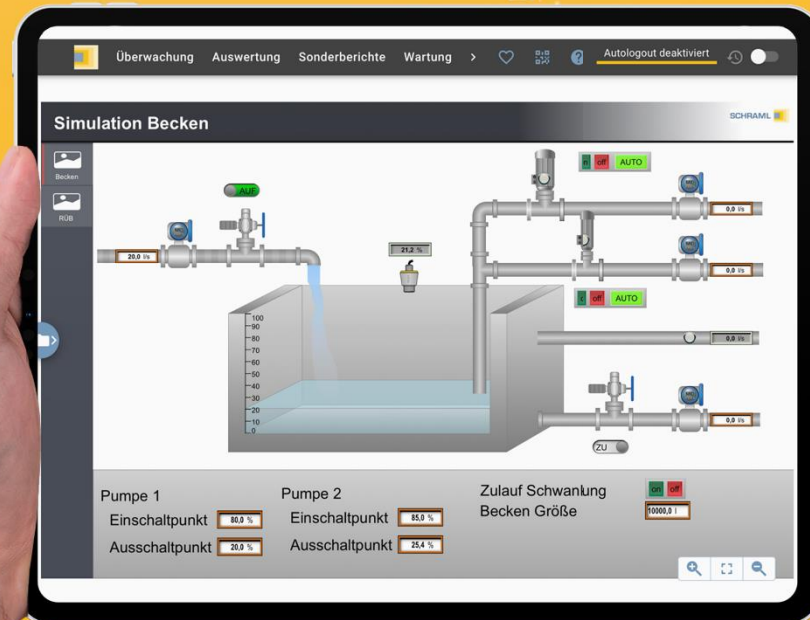 Überwachung Auswertung Sonderberichte Wartung > Autologout deaktiviert
Simulation Becken
SCHRAML
Becken
RÜB
AUF
20,0 l/s
21,2 %
off AUTO
0,0 l/s
0,0 l/s
off AUTO
0,0 l/s
0,0 l/s
ZU
100
90
80
70
60
50
40
30
20
10
0
Pumpe 1
Einschaltpunkt 80,0 %
Ausschaltpunkt 20,0 %
Pumpe 2
Einschaltpunkt 85,0 %
Ausschaltpunkt 25,4 %
Zulauf Schwanlung on off
Becken Größe 10000,0 l